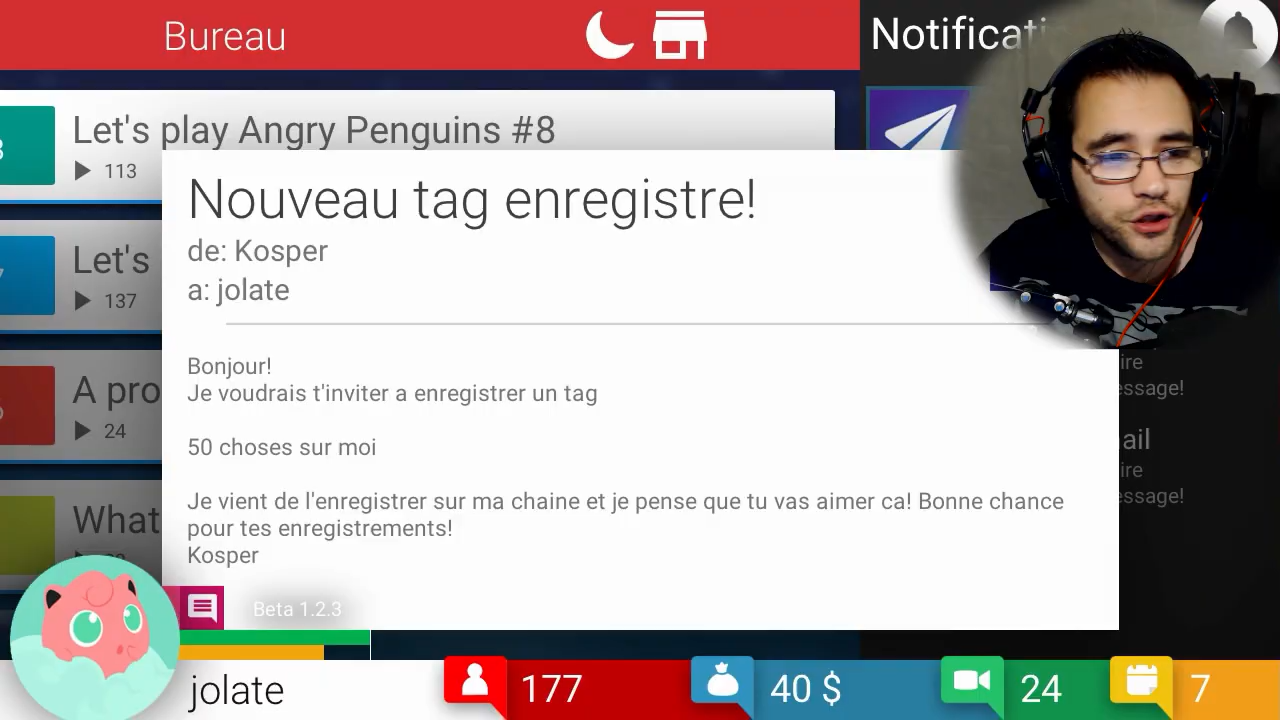 Bureau
Notificati
Let's play Angry Penguins #8
113
Nouveau tag enregistre!
de: Kosper
a: jolate
Let's
137
Bonjour!
Je voudrais t'inviter a enregistrer un tag
A pro
24
50 choses sur moi
Je vient de l'enregistrer sur ma chaine et je pense que tu vas aimer ca! Bonne chance
pour tes enregistrements!
Kosper
What
ire
essage!
ail
ire
essage!
Beta 1.2.3
jolate
177
40 $
24
7